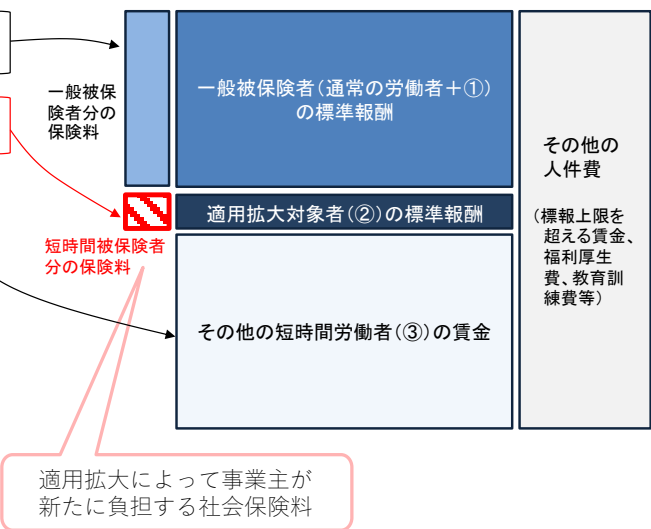 一般被保
険者分の
保険料
一般被保険者(通常の労働者+①)
の標準報酬
適用拡大対象者(②)の標準報酬
短時間被保険者
分の保険料
その他の短時間労働者(③)の賃金
その他の
人件費
(標報上限を
超える賃金、
福利厚生
費、教育訓
練費等)
適用拡大によって事業主が
新たに負担する社会保険料